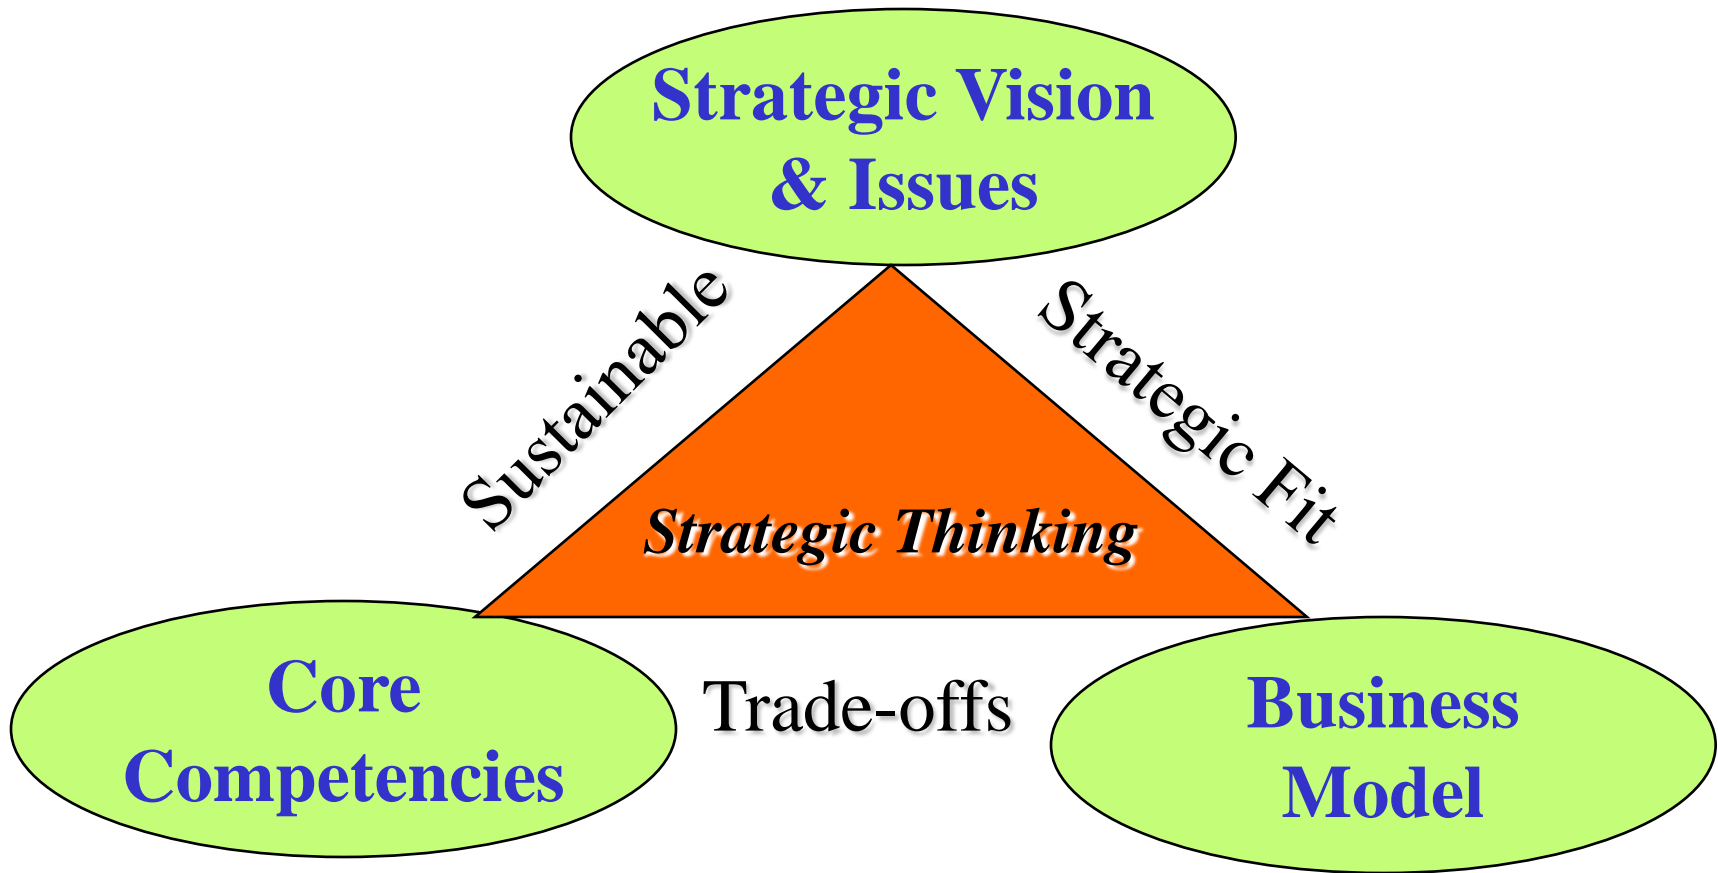 Strategic Vision
& Issues
Sustainable
Strategic Fit
Strategic Thinking
Core
Competencies
Trade-offs
Business
Model